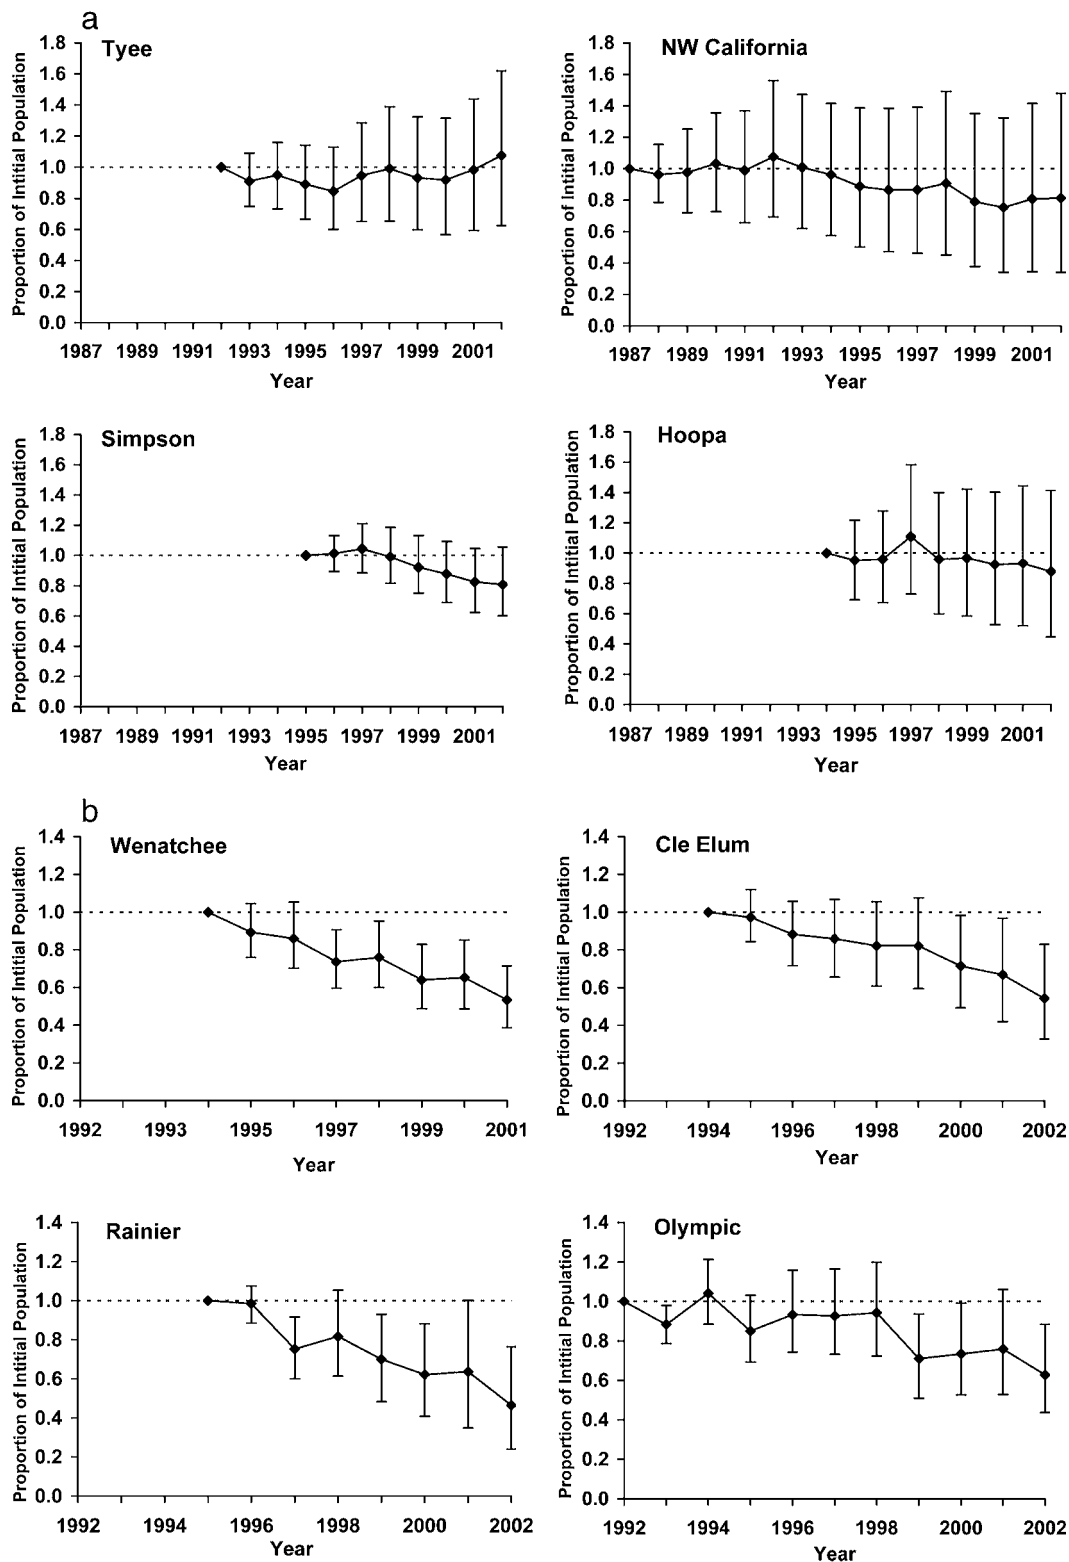 a
Tyee
Proportion of Intitial Population
1.8
1.6
1.4
1.2
1.0
0.8
0.6
0.4
0.2
0.0
1987 1989 1991 1993 1995 1997 1999 2001
Year
NW California
Proportion of Intitial Population
1.8
1.6
1.4
1.2
1.0
0.8
0.6
0.4
0.2
0.0
1987 1989 1991 1993 1995 1997 1999 2001
Year
Simpson
Proportion of Intitial Population
1.8
1.6
1.4
1.2
1.0
0.8
0.6
0.4
0.2
0.0
1987 1989 1991 1993 1995 1997 1999 2001
Year
Hoopa
Proportion of Intitial Population
1.8
1.6
1.4
1.2
1.0
0.8
0.6
0.4
0.2
0.0
1987 1989 1991 1993 1995 1997 1999 2001
Year
b
Wenatchee
Proportion of Intitial Population
1.4
1.2
1.0
0.8
0.6
0.4
0.2
0.0
1992 1993 1995 1997 1999 2001
Year
Cle Elum
Proportion of Intitial Population
1.4
1.2
1.0
0.8
0.6
0.4
0.2
0.0
1992 1994 1996 1998 2000 2002
Year
Rainier
Proportion of Intitial Population
1.4
1.2
1.0
0.8
0.6
0.4
0.2
0.0
1992 1994 1996 1998 2000 2002
Year
Olympic
Proportion of Intitial Population
1.4
1.2
1.0
0.8
0.6
0.4
0.2
0.0
1992 1994 1996 1998 2000 2002
Year